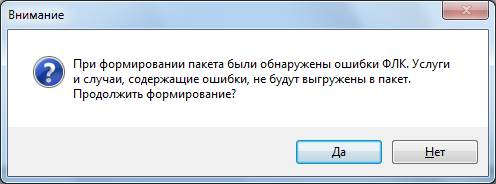 Внимание
При формировании пакета были обнаружены ошибки ФЛК. Услуги
и случаи, содержащие ошибки, не будут выгружены в пакет.
Продолжить формирование?
Да
Нет